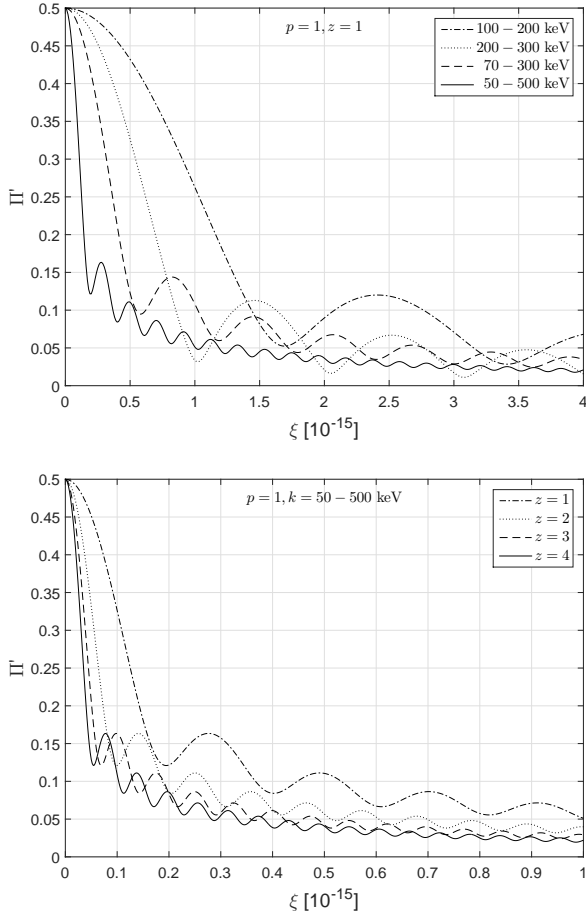 p = 1, z = 1
100 − 200 keV
200 − 300 keV
70 − 300 keV
50 − 500 keV
0.5
0.45
0.4
0.35
0.3
0.25
0.2
0.15
0.1
0.05
0
Π'
0 0.5 1 1.5 2 2.5 3 3.5 4
ξ [10^-15]
p = 1, k = 50 − 500 keV
z = 1
z = 2
z = 3
z = 4
0.5
0.45
0.4
0.35
0.3
0.25
0.2
0.15
0.1
0.05
0
Π'
0 0.1 0.2 0.3 0.4 0.5 0.6 0.7 0.8 0.9 1
ξ [10^-15]